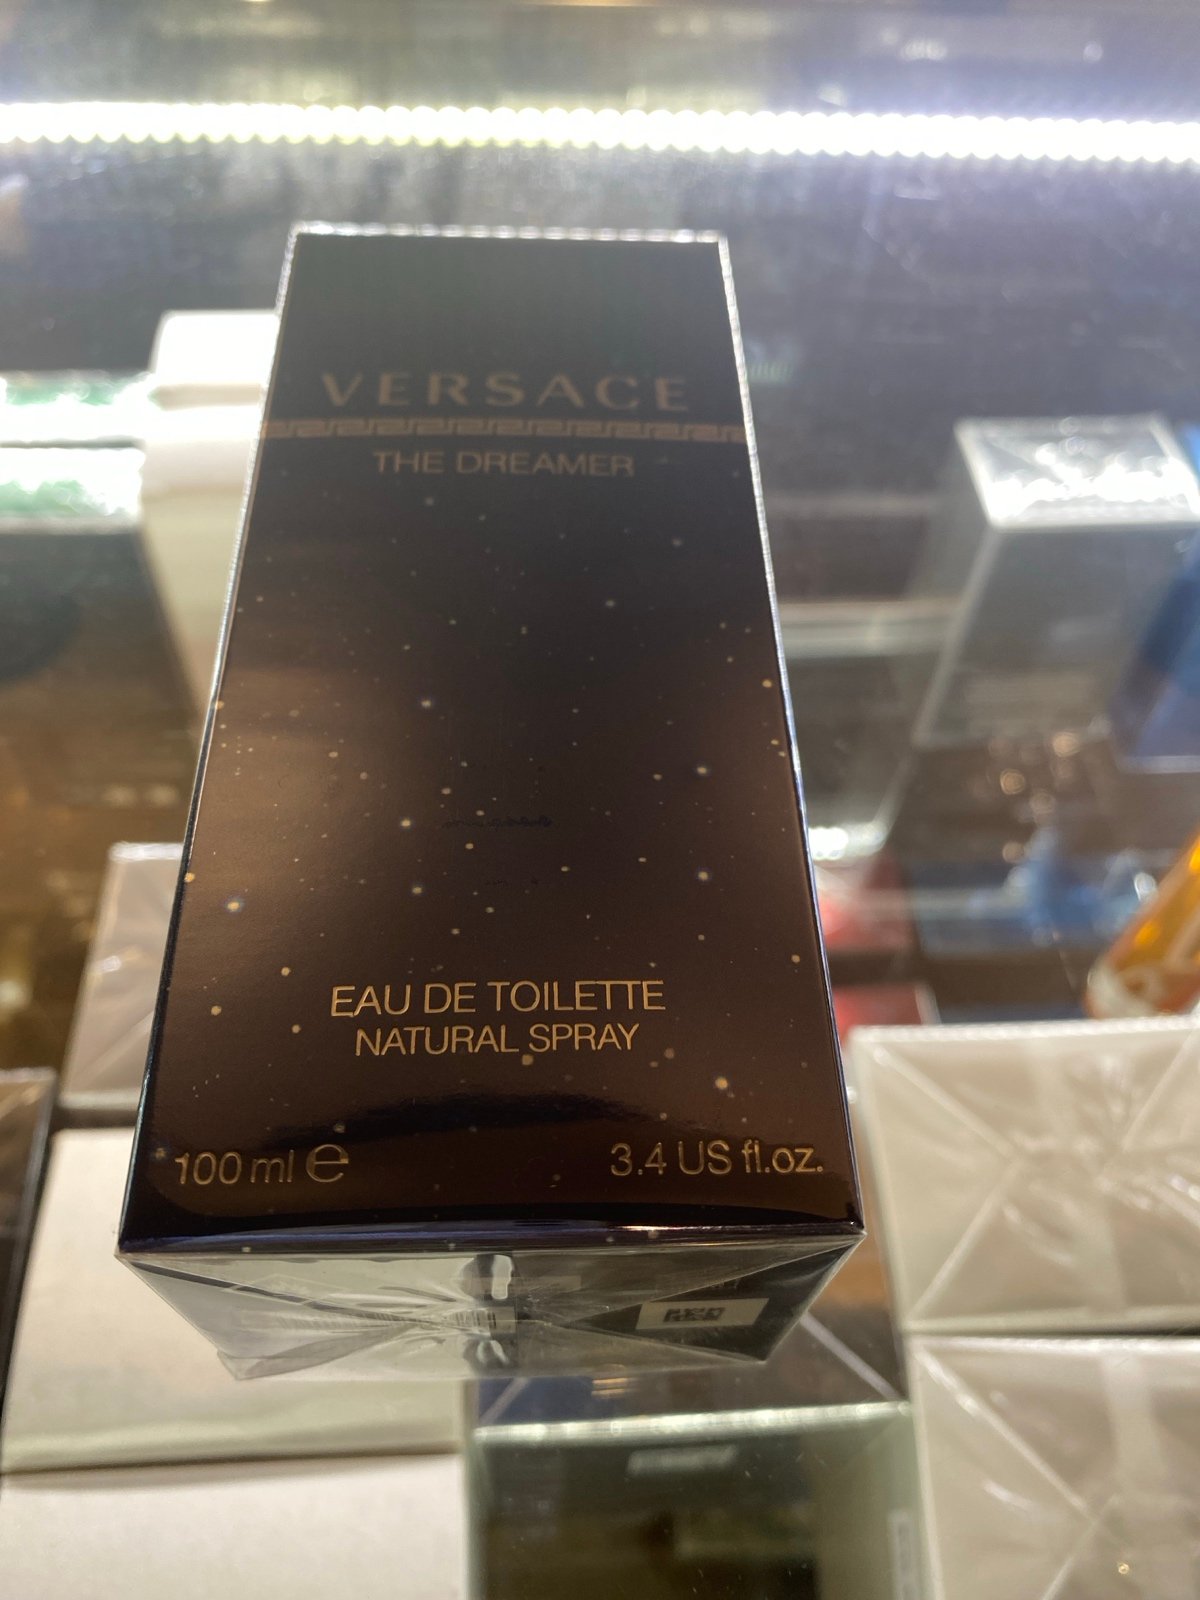 VERSACE
THE DREAMER
EAU DE TOILETTE
NATURAL SPRAY
100 ml ℮
3.4 US fl.oz.